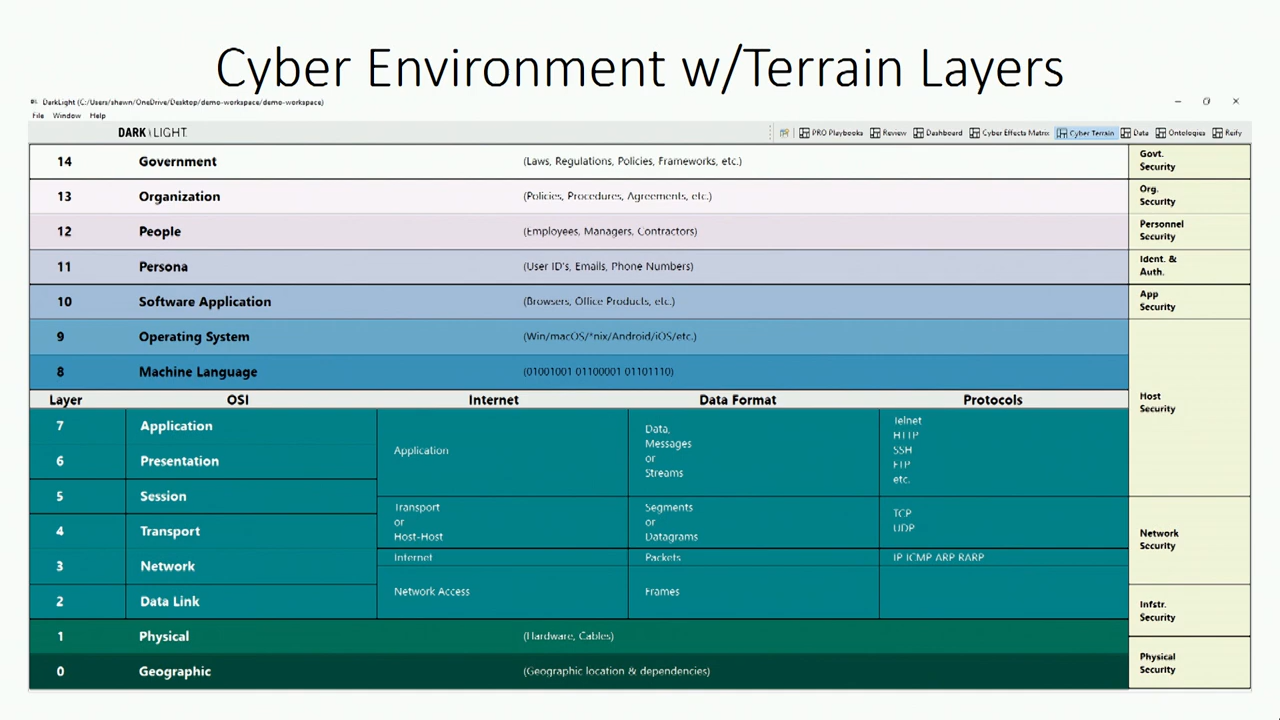 Cyber Environment w/Terrain Layers
DarkLight (C:/Users/shawn/OneDrive/Desktop/demo-workspace/demo-workspace)
File Window Help
DARK LIGHT
PRO Playbooks Review Dashboard Cyber Effects Matrix Cyber Terrain Data Ontologies Reify
14 Government (Laws, Regulations, Policies, Frameworks, etc.) Govt. Security
13 Organization (Policies, Procedures, Agreements, etc.) Org. Security
12 People (Employees, Managers, Contractors) Personnel Security
11 Persona (User ID's, Emails, Phone Numbers) Ident. & Auth.
10 Software Application (Browsers, Office Products, etc.) App Security
9 Operating System (Win/macOS/*nix/Android/iOS/etc.)
8 Machine Language (01001001 01100001 01101110)
Layer OSI Internet Data Format Protocols
Host Security
7 Application
6 Presentation
5 Session
4 Transport
3 Network
2 Data Link
Application
Transport
or
Host-Host
Internet
Network Access
Data,
Messages
or
Streams
Segments
or
Datagrams
Packets
Frames
Telnet
HTTP
SSH
FTP
etc.
TCP
UDP
IP ICMP ARP RARP
Network
Security
Infstr.
Security
1 Physical (Hardware, Cables)
0 Geographic (Geographic location & dependencies)
Physical
Security